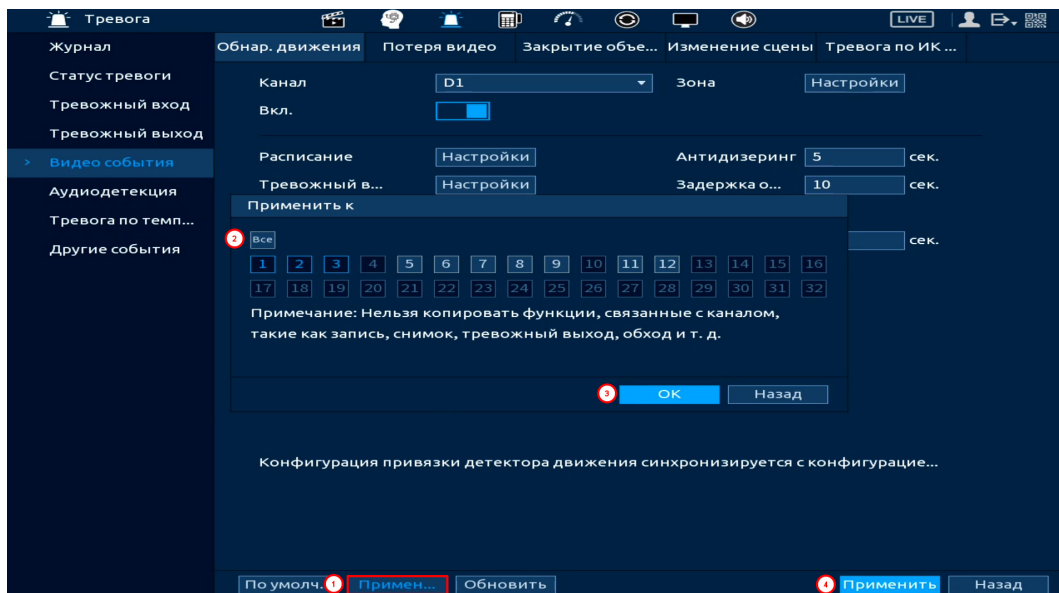 Тревога LIVE
Журнал
Статус тревоги
Тревожный вход
Тревожный выход
> Видео события
Аудиодетекция
Тревога по темп...
Другие события
Обнар. движения Потеря видео Закрытие объе... Изменение сцены Тревога по ИК ...
Канал D1 Зона Настройки
Вкл.
Расписание Настройки Антидизеринг 5 сек.
Тревожный в... Настройки Задержка о... 10 сек.
Применить к
сек.
2 Все
1 2 3 4 5 6 7 8 9 10 11 12 13 14 15 16
17 18 19 20 21 22 23 24 25 26 27 28 29 30 31 32
Примечание: Нельзя копировать функции, связанные с каналом,
такие как запись, снимок, тревожный выход, обход и т. д.
3 OK Назад
Конфигурация привязки детектора движения синхронизируется с конфигурацие...
По умолч. 1 Примен... Обновить 4 Применить Назад